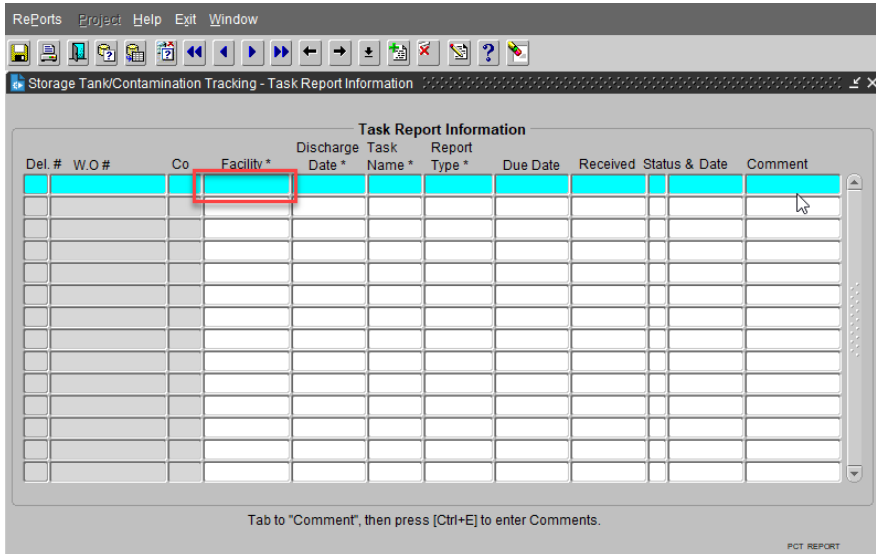 RePorts Project Help Exit Window
Storage Tank/Contamination Tracking - Task Report Information
Task Report Information
Discharge Task Report
Del. # W.O # Co Facility * Date * Name * Type * Due Date Received Status & Date Comment
Tab to "Comment", then press [Ctrl+E] to enter Comments.
PCT REPORT